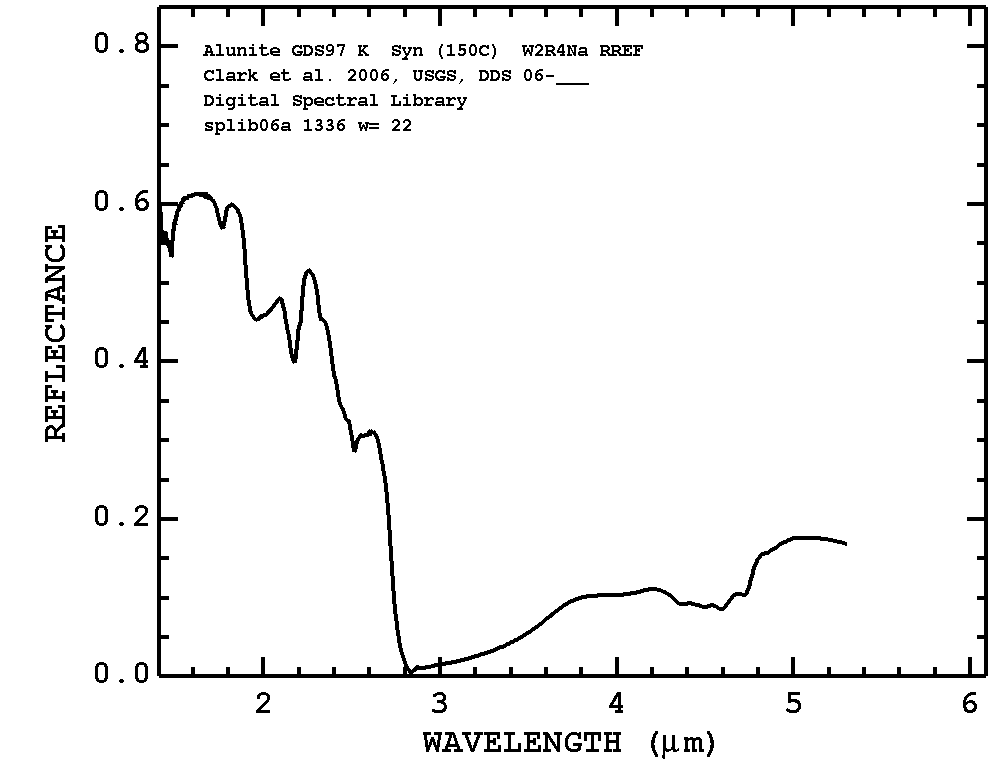 Alunite GDS97 K  Syn (150C)  W2R4Na RREF
Clark et al. 2006, USGS, DDS 06-___
Digital Spectral Library
splib06a 1336 w= 22
0.8
0.6
0.4
0.2
0.0
REFLECTANCE
2 3 4 5 6
WAVELENGTH (μm)